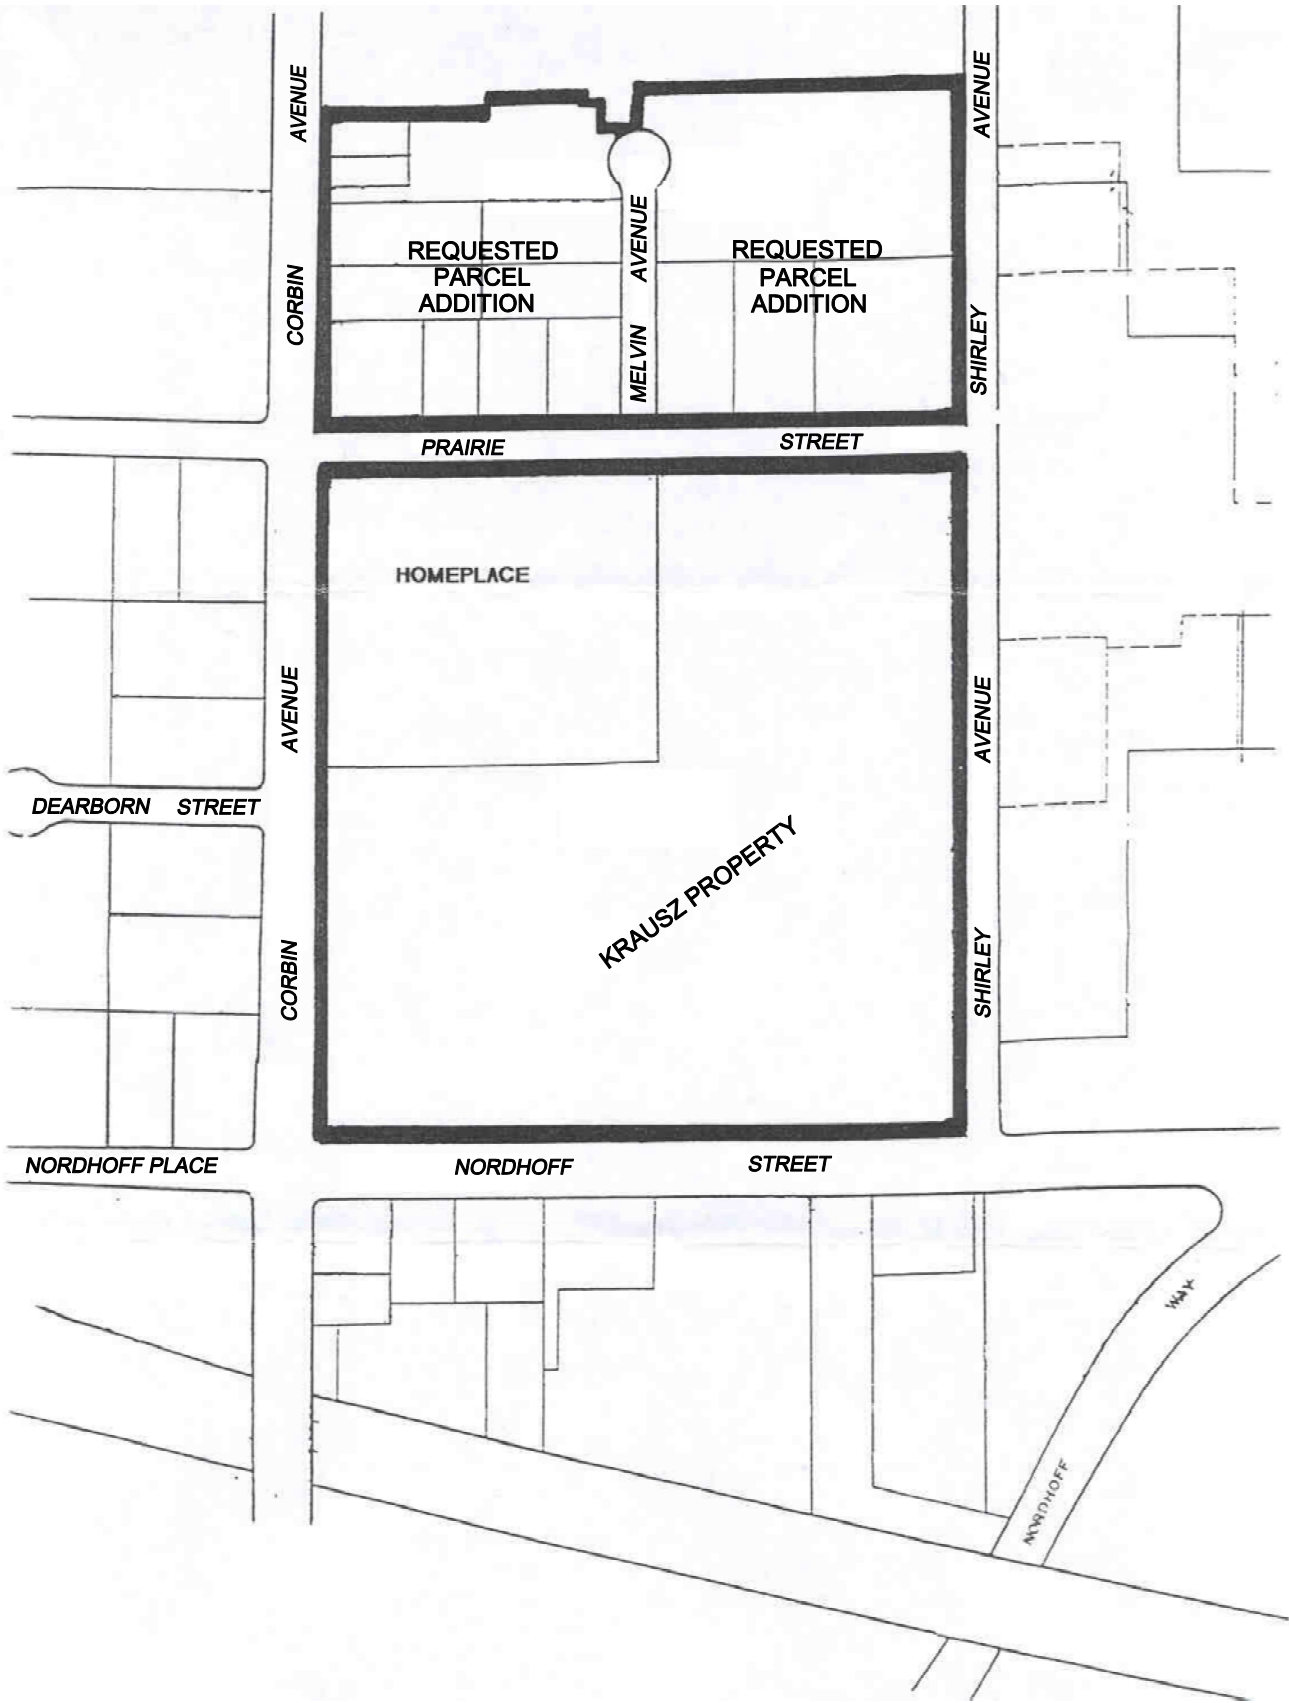 AVENUE
AVENUE
CORBIN
MELVIN AVENUE
REQUESTED
PARCEL
ADDITION
REQUESTED
PARCEL
ADDITION
SHIRLEY
PRAIRIE STREET
HOMEPLACE
AVENUE
AVENUE
DEARBORN STREET
KRAUSZ PROPERTY
CORBIN
SHIRLEY
NORDHOFF PLACE
NORDHOFF STREET
NORDHOFF WAY